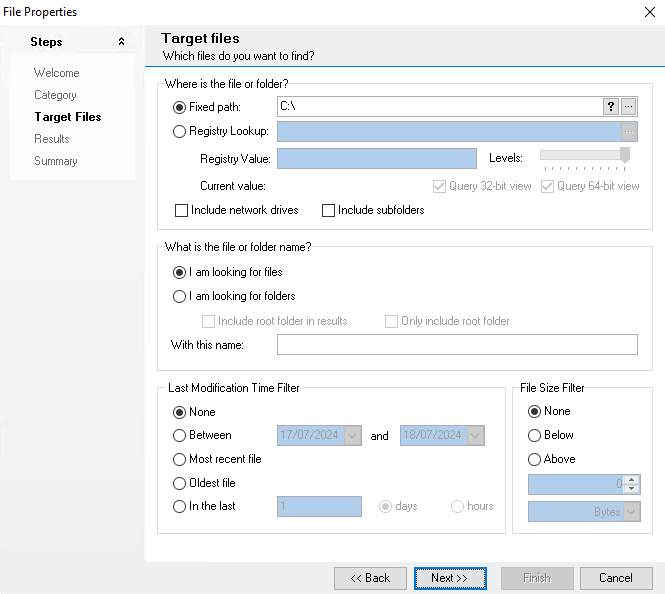 File Properties
Steps
Welcome
Category
Target Files
Results
Summary
Target files
Which files do you want to find?
Where is the file or folder?
Fixed path: C:\ ? ...
Registry Lookup: ...
Registry Value: Levels:
Current value: Query 32-bit view Query 64-bit view
Include network drives Include subfolders
What is the file or folder name?
I am looking for files
I am looking for folders
Include root folder in results Only include root folder
With this name:
Last Modification Time Filter
None
Between 17/07/2024 and 18/07/2024
Most recent file
Oldest file
In the last 1 days hours
File Size Filter
None
Below
Above
0
Bytes
<< Back Next >> Finish Cancel